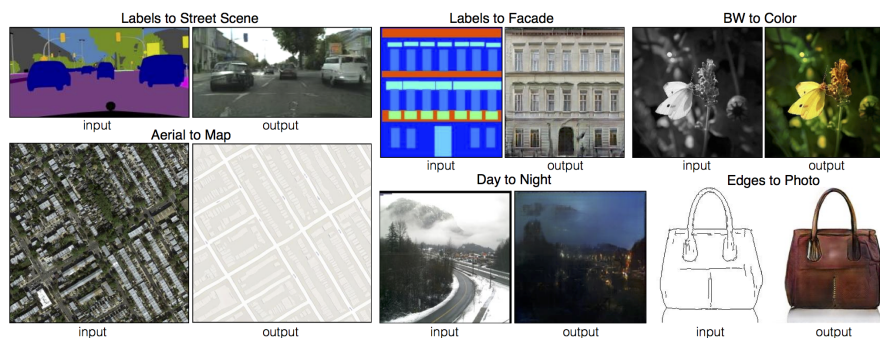 Labels to Street Scene
input
output
Aerial to Map
input
output
Labels to Facade
input
output
BW to Color
input
output
Day to Night
input
output
Edges to Photo
input
output